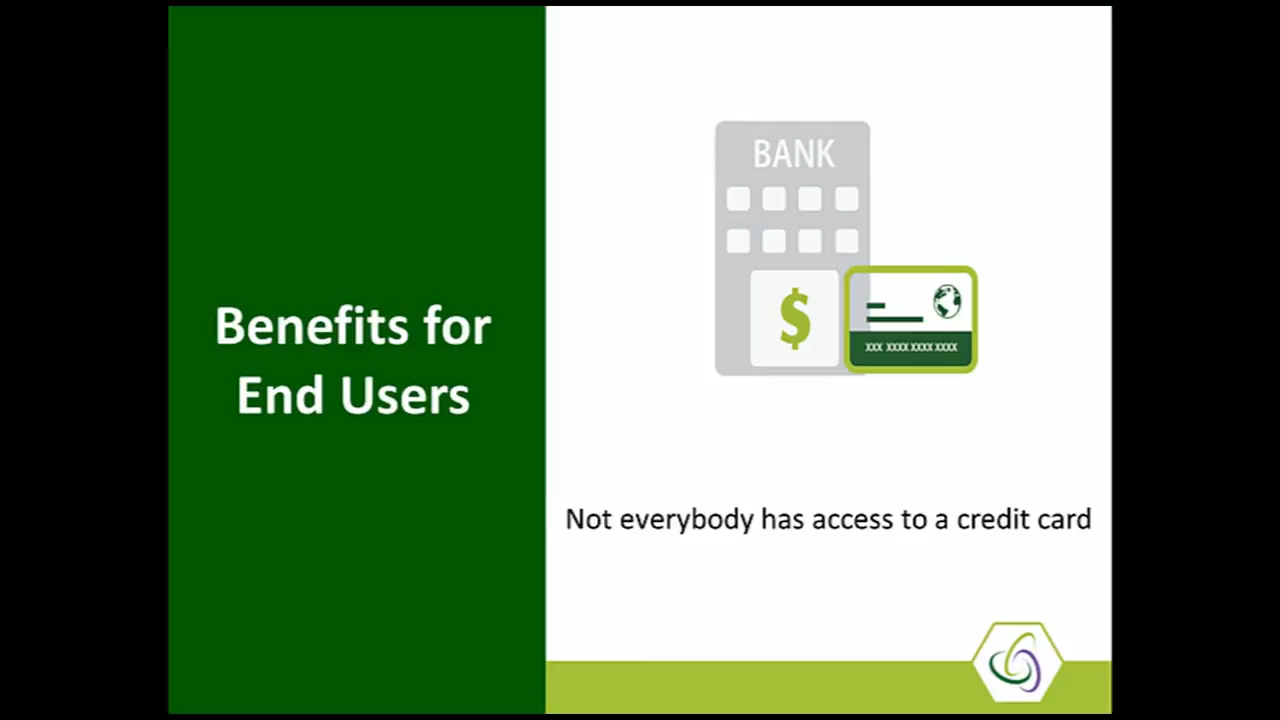 Benefits for
End Users
BANK
$
XXX XXXX XXXX XXXX
Not everybody has access to a credit card